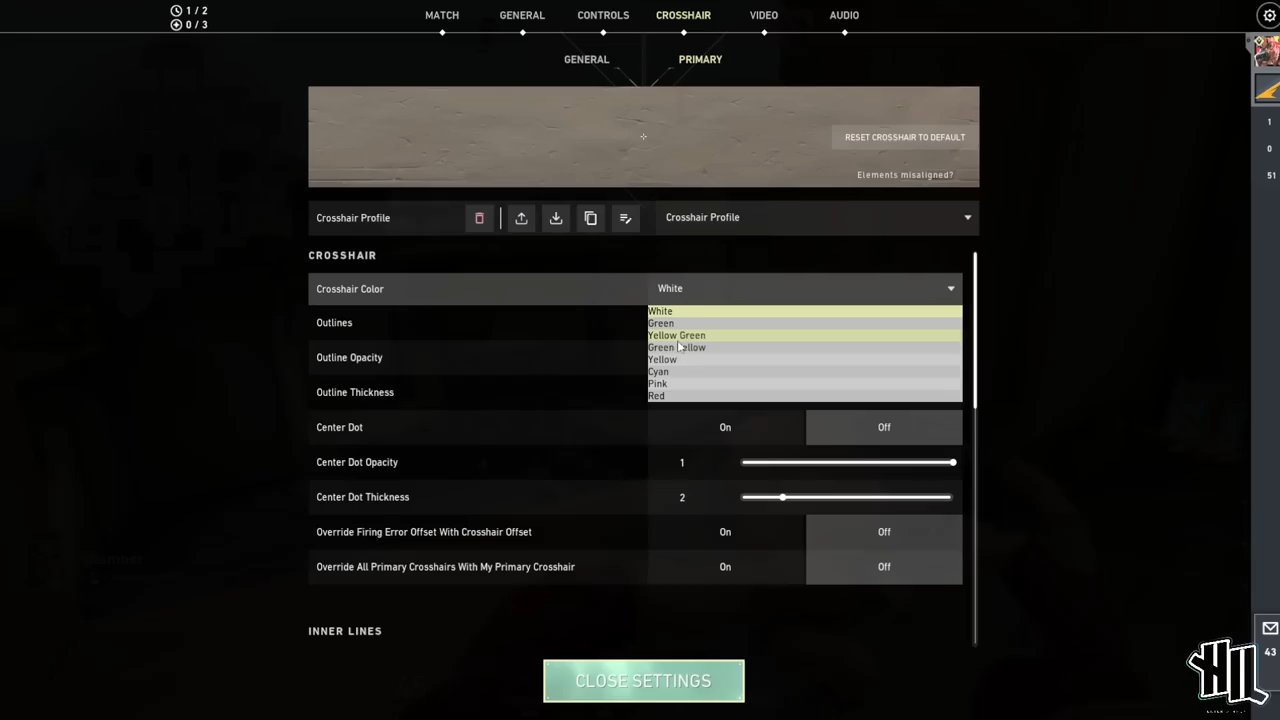 1 / 2
0 / 3
MATCH GENERAL CONTROLS CROSSHAIR VIDEO AUDIO
GENERAL PRIMARY
RESET CROSSHAIR TO DEFAULT
Elements misaligned?
Crosshair Profile Crosshair Profile
CROSSHAIR
Crosshair Color White
White
Green
Yellow Green
Green Yellow
Yellow
Cyan
Pink
Red
Outlines
Outline Opacity
Outline Thickness
Center Dot On Off
Center Dot Opacity 1
Center Dot Thickness 2
Override Firing Error Offset With Crosshair Offset On Off
Override All Primary Crosshairs With My Primary Crosshair On Off
INNER LINES
CLOSE SETTINGS
1
0
51
43